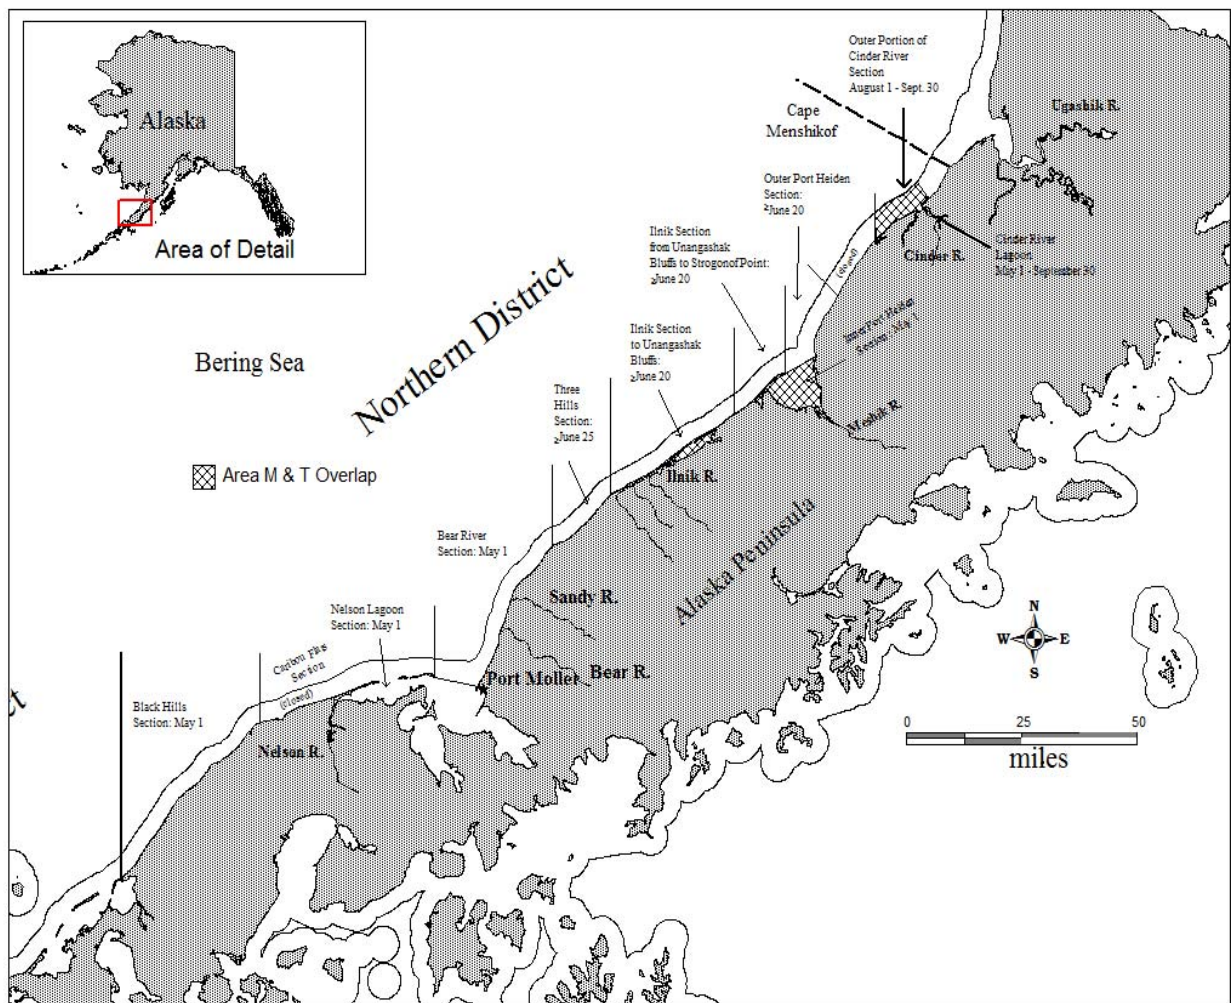 Alaska
Area of Detail
Outer Portion of
Cinder River
Section
August 1 - Sept. 30
Cape
Menshikof
Ugashik R.
Outer Port Heiden
Section:
≥June 20
Ilnik Section
from Unangashak
Bluffs to Strogonof Point:
≥June 20
Cinder R.
Cinder River
Lagoon
May 1 - September 30
(closed)
Inner Port Heiden
Section: May 1
Northern District
Bering Sea
Ilnik Section
to Unangashak
Bluffs:
≥June 20
Three
Hills
Section:
≥June 25
Meshik R.
Area M & T Overlap
Ilnik R.
Bear River
Section: May 1
Alaska Peninsula
Sandy R.
Nelson Lagoon
Section: May 1
N
W
E
S
Caribou Flats
Section
(closed)
Port Moller
Bear R.
Black Hills
Section: May 1
Nelson R.
0
25
50
miles